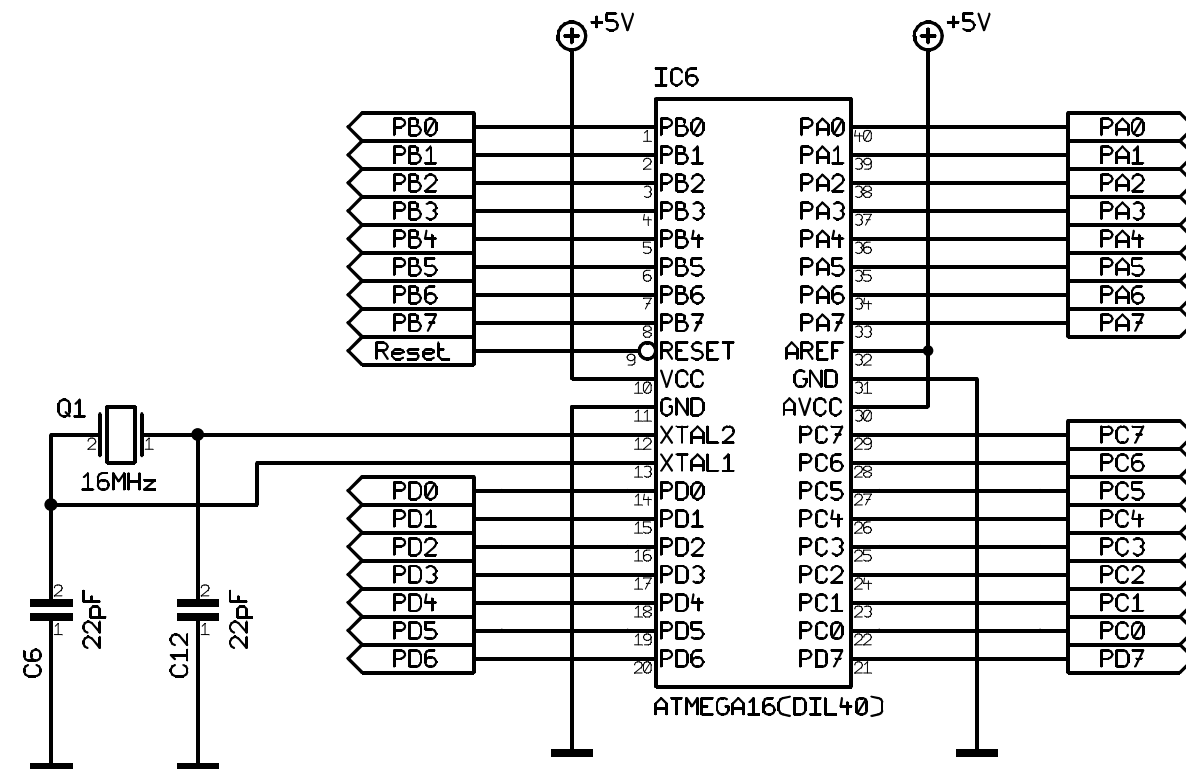 +5V
+5V
IC6
PB0 1 PB0 PA0 40 PA0
PB1 2 PB1 PA1 39 PA1
PB2 3 PB2 PA2 38 PA2
PB3 4 PB3 PA3 37 PA3
PB4 5 PB4 PA4 36 PA4
PB5 6 PB5 PA5 35 PA5
PB6 7 PB6 PA6 34 PA6
PB7 8 PB7 PA7 33 PA7
Reset 9 RESET AREF 32
10 VCC GND 31
11 GND AVCC 30
Q1
2 1
16MHz
12 XTAL2 PC7 29 PC7
13 XTAL1 PC6 28 PC6
PD0 14 PD0 PC5 27 PC5
PD1 15 PD1 PC4 26 PC4
PD2 16 PD2 PC3 25 PC3
PD3 17 PD3 PC2 24 PC2
PD4 18 PD4 PC1 23 PC1
PD5 19 PD5 PC0 22 PC0
PD6 20 PD6 PD7 21 PD7
ATMEGA16(DIL40)
2
1
22pF
C6
2
1
22pF
C12